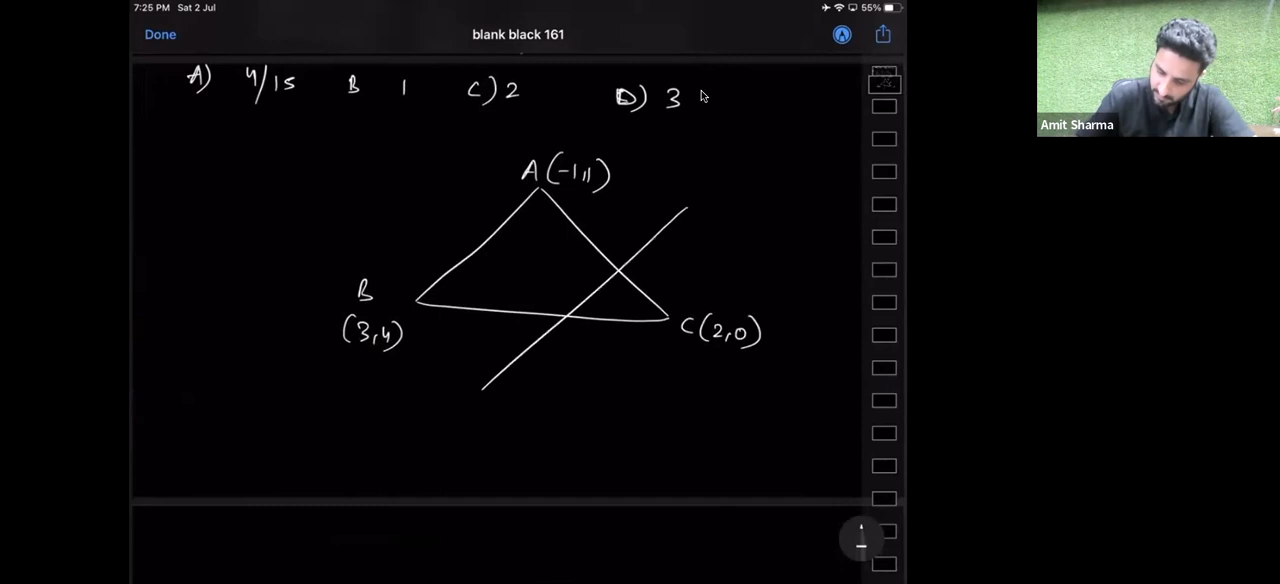 7:25 PM Sat 2 Jul
55%
Done
blank black 161
A) 4/15 B 1 C) 2 D) 3
A(-1,1)
B
(3,4)
C(2,0)
Amit Sharma